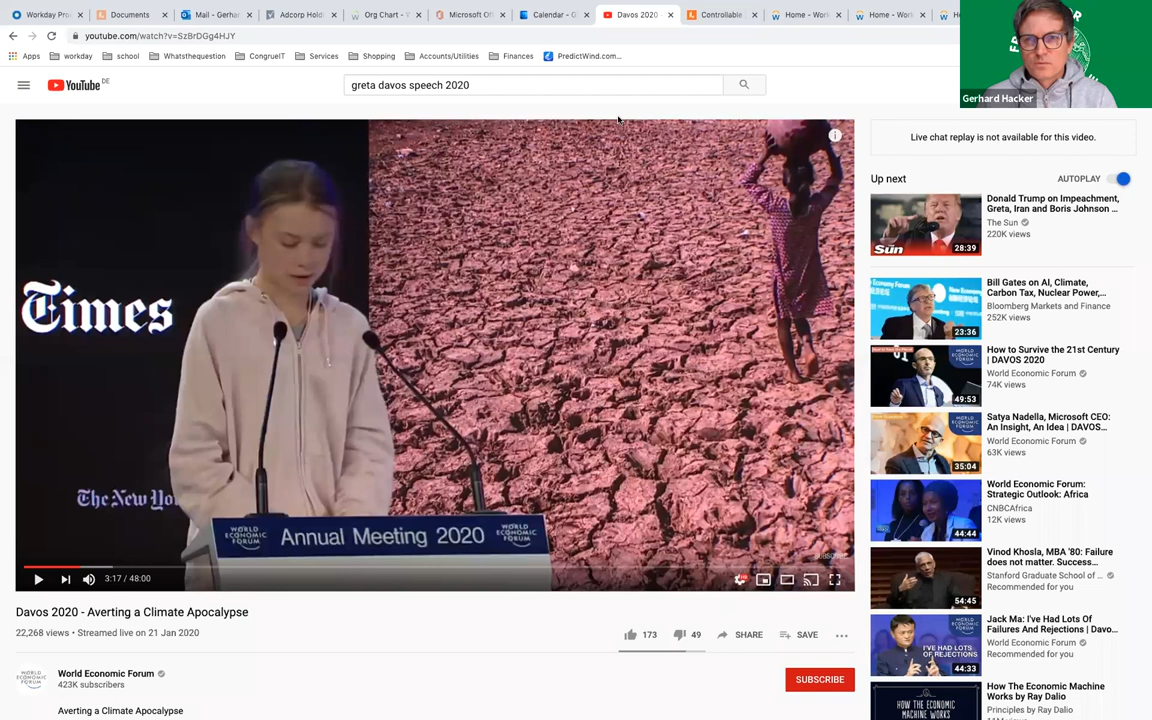 Workday Pro
Documents
Mail - Gerha
Adcorp Hold
Org Chart - V
Microsoft Of
Calendar - G
Davos 2020
Controllable
Home - Work
Home - Work
youtube.com/watch?v=SzBrDGg4HJY
Apps
workday
school
Whatsthequestion
CongruelT
Services
Shopping
Accounts/Utilities
Finances
PredictWind.com...
Gerhard Hacker
YouTube DE
greta davos speech 2020
Times
The New Yor
WORLD
ECONOMIC
FORUM
Annual Meeting 2020
WORLD
ECONOMIC
FORUM
SUBSCRIBE
3:17 / 48:00
Davos 2020 - Averting a Climate Apocalypse
22,268 views • Streamed live on 21 Jan 2020
173
49
SHARE
SAVE
World Economic Forum
423K subscribers
SUBSCRIBE
Averting a Climate Apocalypse
Live chat replay is not available for this video.
Up next
AUTOPLAY
Sun
28:39
Donald Trump on Impeachment,
Greta, Iran and Boris Johnson ...
The Sun
220K views
23:36
Bill Gates on AI, Climate,
Carbon Tax, Nuclear Power,...
Bloomberg Markets and Finance
252K views
49:53
How to Survive the 21st Century
| DAVOS 2020
World Economic Forum
74K views
35:04
Satya Nadella, Microsoft CEO:
An Insight, An Idea | DAVOS...
World Economic Forum
63K views
44:44
World Economic Forum:
Strategic Outlook: Africa
CNBCAfrica
12K views
54:45
Vinod Khosla, MBA '80: Failure
does not matter. Success...
Stanford Graduate School of ...
Recommended for you
I'VE HAD LOTS
OF REJECTIONS
44:33
Jack Ma: I've Had Lots Of
Failures And Rejections | Davo...
World Economic Forum
Recommended for you
HOW THE ECONOMIC
MACHINE WORKS
How The Economic Machine
Works by Ray Dalio
Principles by Ray Dalio